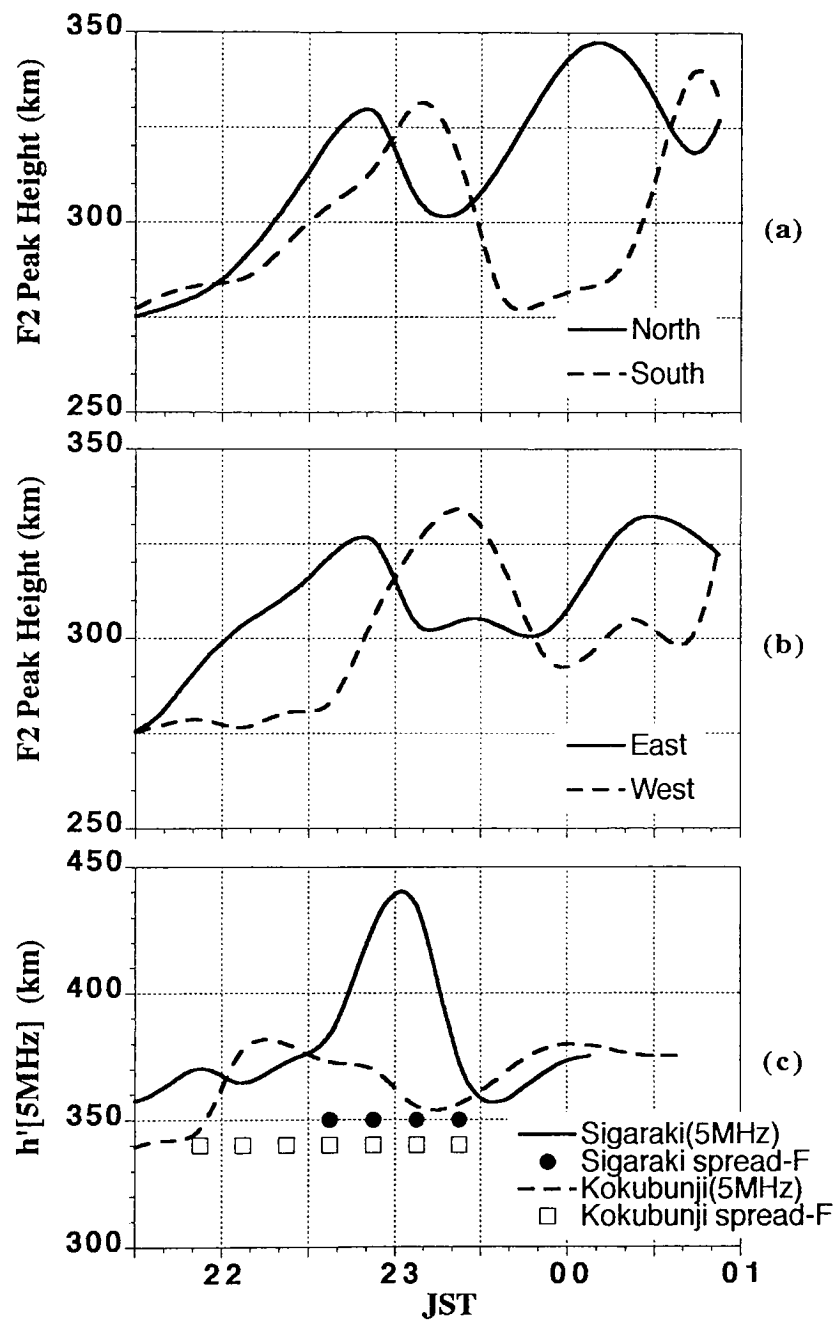 350
300
250
F2 Peak Height (km)
North
South
(a)
350
300
250
F2 Peak Height (km)
East
West
(b)
450
400
350
300
h'[5MHz] (km)
(c)
Sigaraki(5MHz)
Sigaraki spread-F
Kokubunji(5MHz)
Kokubunji spread-F
22 23 00 01
JST